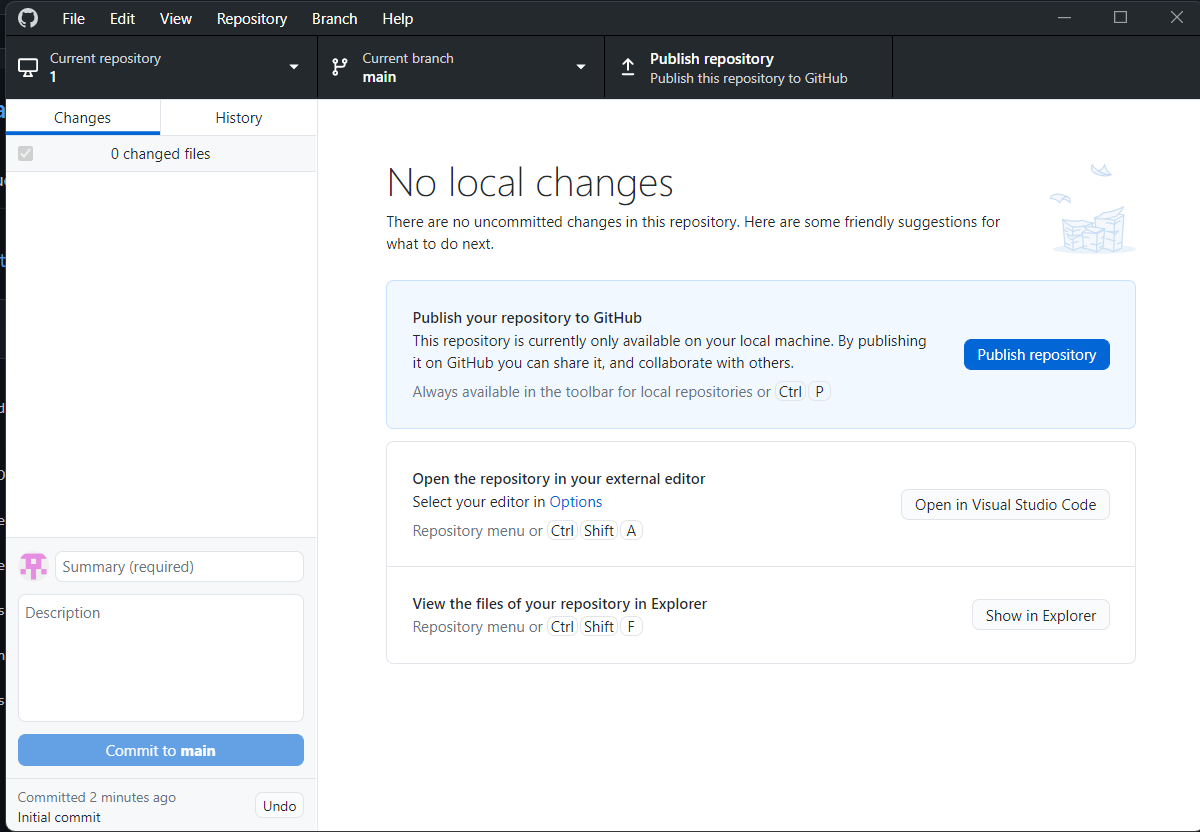 File Edit View Repository Branch Help
Current repository
1
Current branch
main
Publish repository
Publish this repository to GitHub
Changes
History
0 changed files
No local changes
There are no uncommitted changes in this repository. Here are some friendly suggestions for
what to do next.
Publish your repository to GitHub
This repository is currently only available on your local machine. By publishing
it on GitHub you can share it, and collaborate with others.
Always available in the toolbar for local repositories or Ctrl P
Publish repository
Open the repository in your external editor
Select your editor in Options
Repository menu or Ctrl Shift A
Open in Visual Studio Code
View the files of your repository in Explorer
Repository menu or Ctrl Shift F
Show in Explorer
Summary (required)
Description
Commit to main
Committed 2 minutes ago
Initial commit
Undo